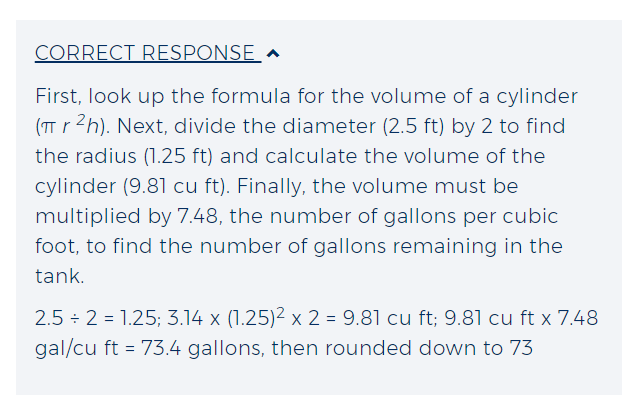 CORRECT RESPONSE ^
First, look up the formula for the volume of a cylinder
(π r ²h). Next, divide the diameter (2.5 ft) by 2 to find
the radius (1.25 ft) and calculate the volume of the
cylinder (9.81 cu ft). Finally, the volume must be
multiplied by 7.48, the number of gallons per cubic
foot, to find the number of gallons remaining in the
tank.
2.5 ÷ 2 = 1.25; 3.14 x (1.25)² x 2 = 9.81 cu ft; 9.81 cu ft x 7.48
gal/cu ft = 73.4 gallons, then rounded down to 73